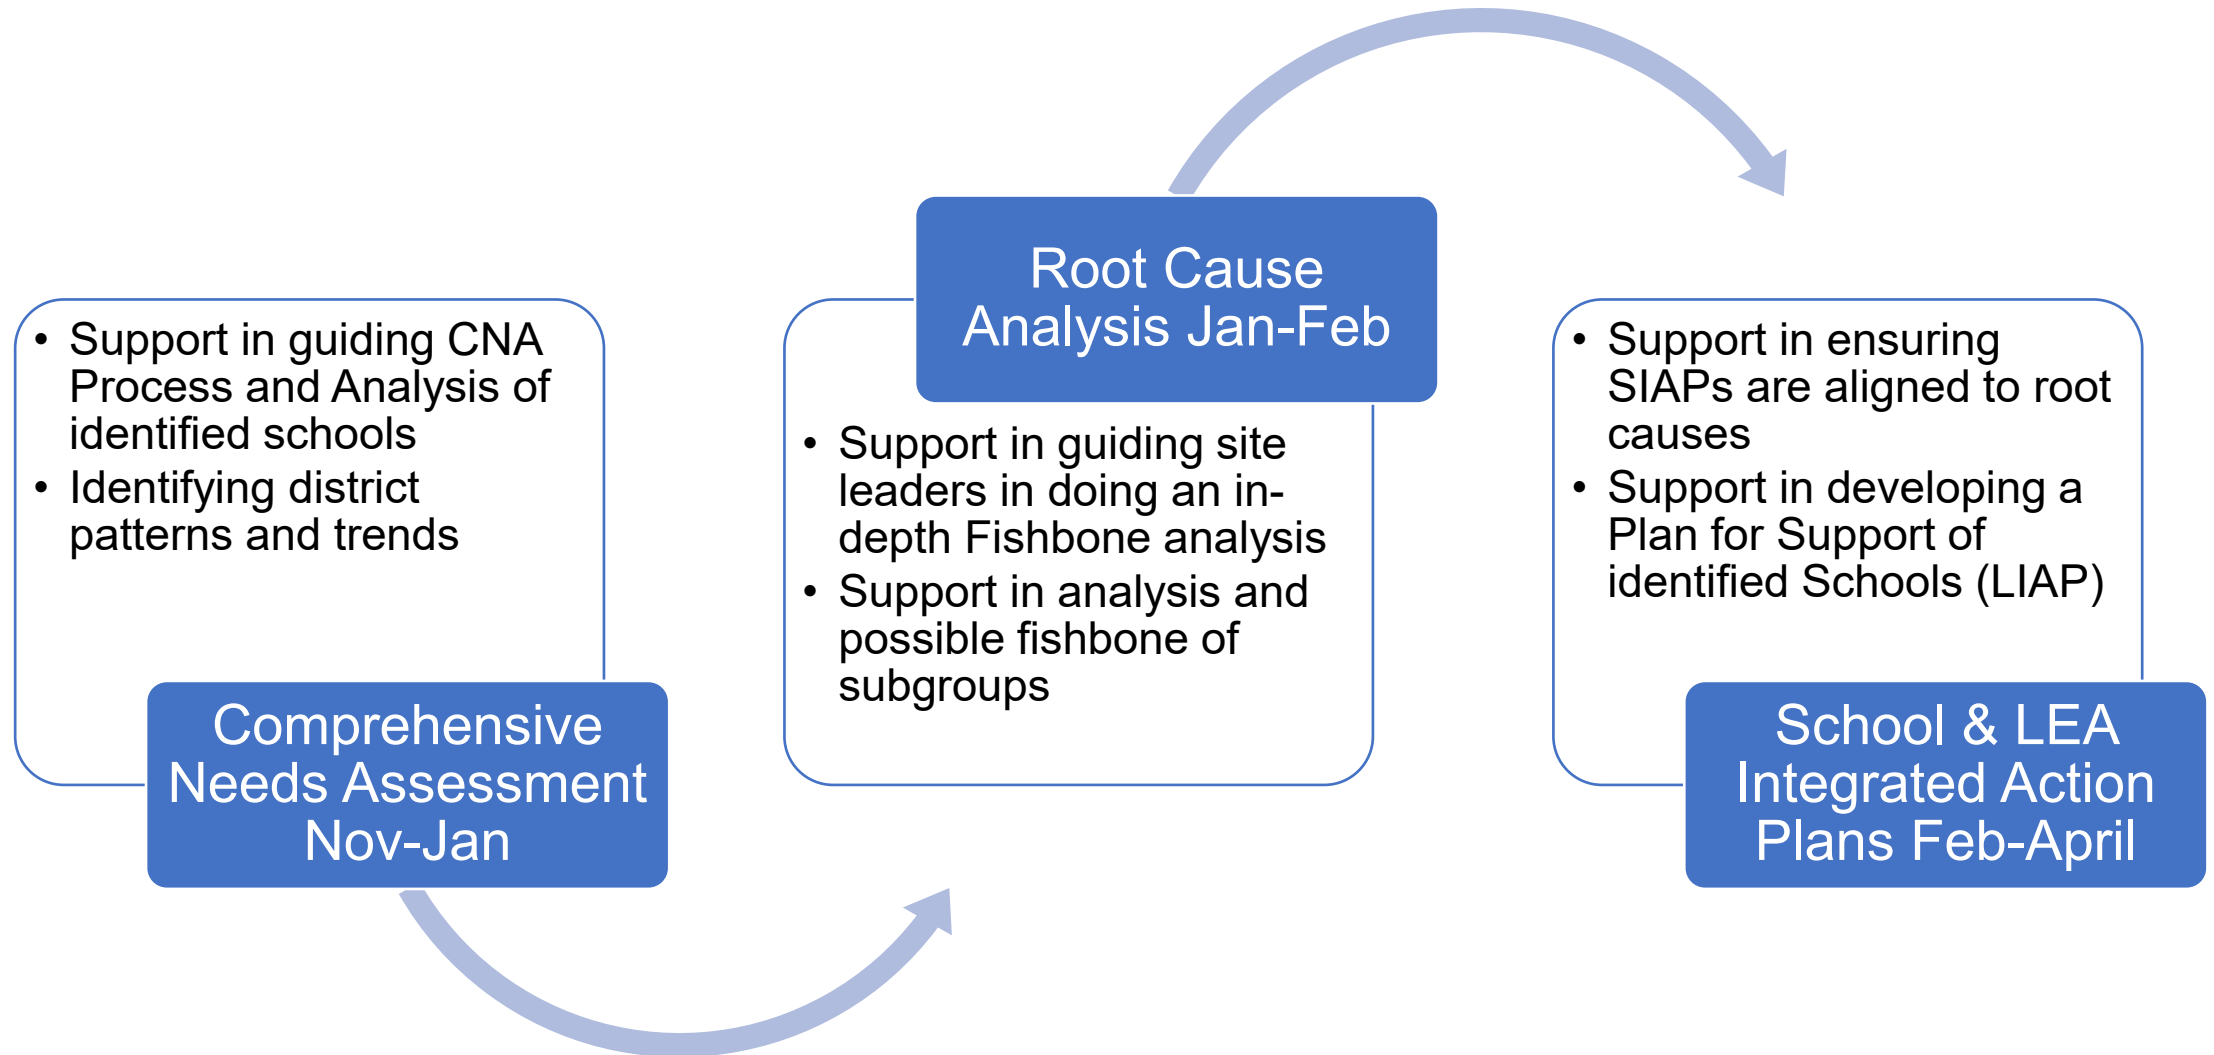 • Support in guiding CNA
Process and Analysis of
identified schools
• Identifying district
patterns and trends
Comprehensive
Needs Assessment
Nov-Jan
Root Cause
Analysis Jan-Feb
• Support in guiding site
leaders in doing an in-
depth Fishbone analysis
• Support in analysis and
possible fishbone of
subgroups
• Support in ensuring
SIAPs are aligned to root
causes
• Support in developing a
Plan for Support of
identified Schools (LIAP)
School & LEA
Integrated Action
Plans Feb-April